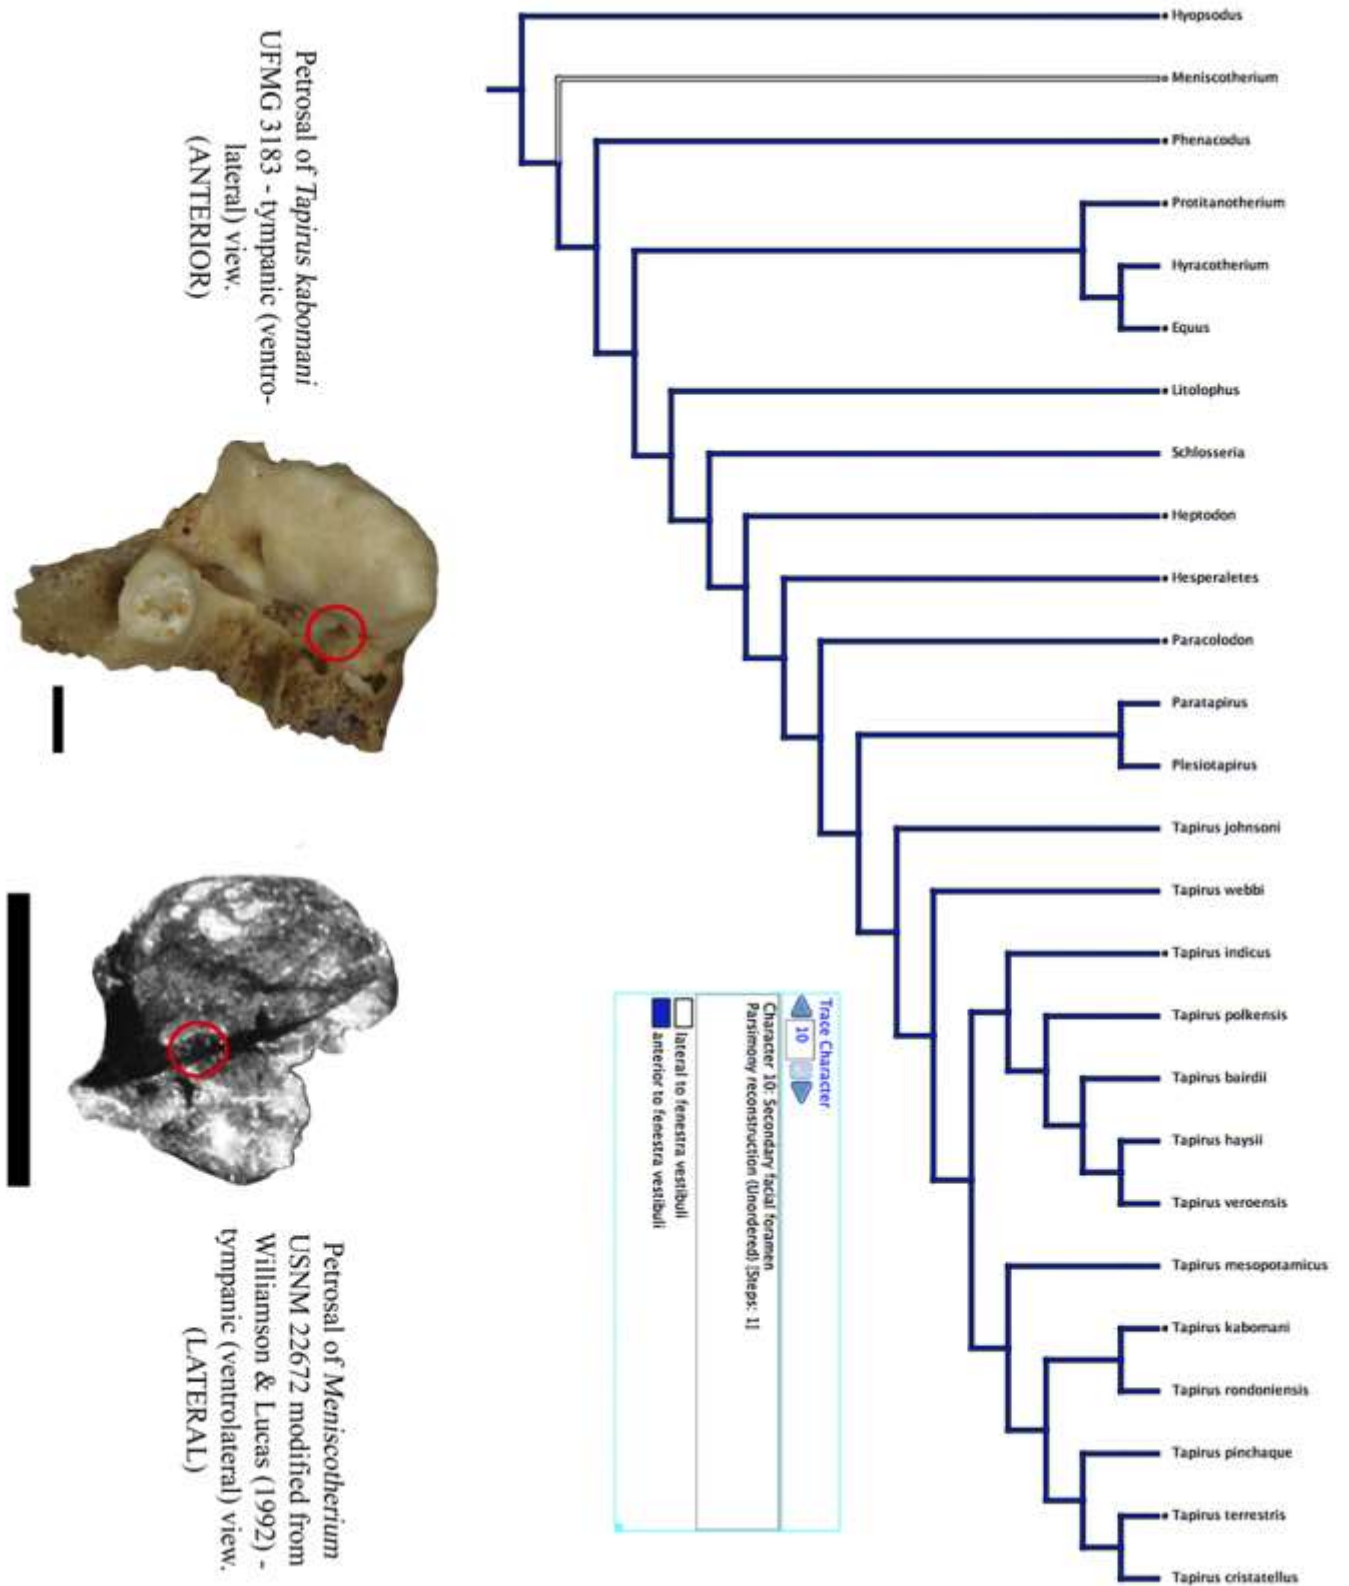 Hyopsodus
Meniscotherium
Phenacodus
Protitanotherium
Hyracotherium
Equus
Litolophus
Schlosseria
Heptodon
Hesperaletes
Paracolodon
Paratapirus
Plesiotapirus
Tapirus johnsoni
Tapirus webbi
Tapirus indicus
Tapirus polkensis
Tapirus bairdii
Tapirus haysii
Tapirus veroensis
Tapirus mesopotamicus
Tapirus kabomani
Tapirus rondoniensis
Tapirus pinchaque
Tapirus terrestris
Tapirus cristatellus
Trace Character
10
Character 10: Secondary facial foramen
Parsimony reconstruction (Unordered) [Steps: 1]
lateral to fenestra vestibuli
anterior to fenestra vestibuli
Petrosal of Tapirus kabomani
UFMG 3183 - tympanic (ventro-
lateral) view.
(ANTERIOR)
Petrosal of Meniscotherium
USNM 22672 modified from
Williamson & Lucas (1992) -
tympanic (ventrolateral) view.
(LATERAL)